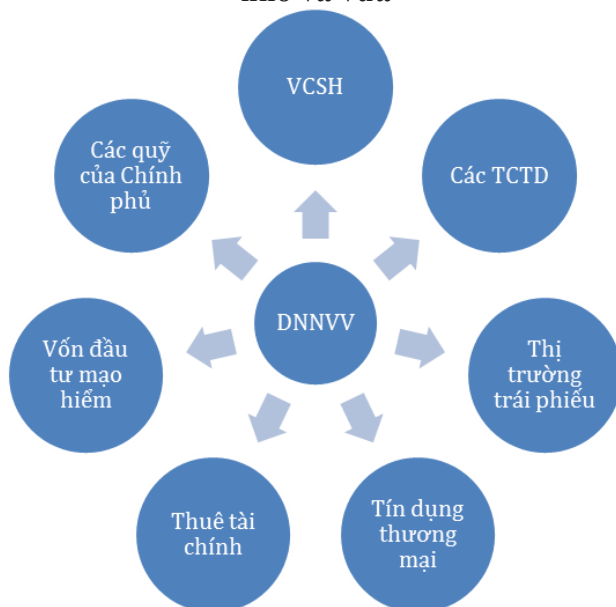 VCSH
Các TCTD
Thị
trường
trái phiếu
Tín dụng
thương
mại
Thuê tài
chính
Vốn đầu
tư mạo
hiểm
Các quỹ
của Chính
phủ
DNNVV